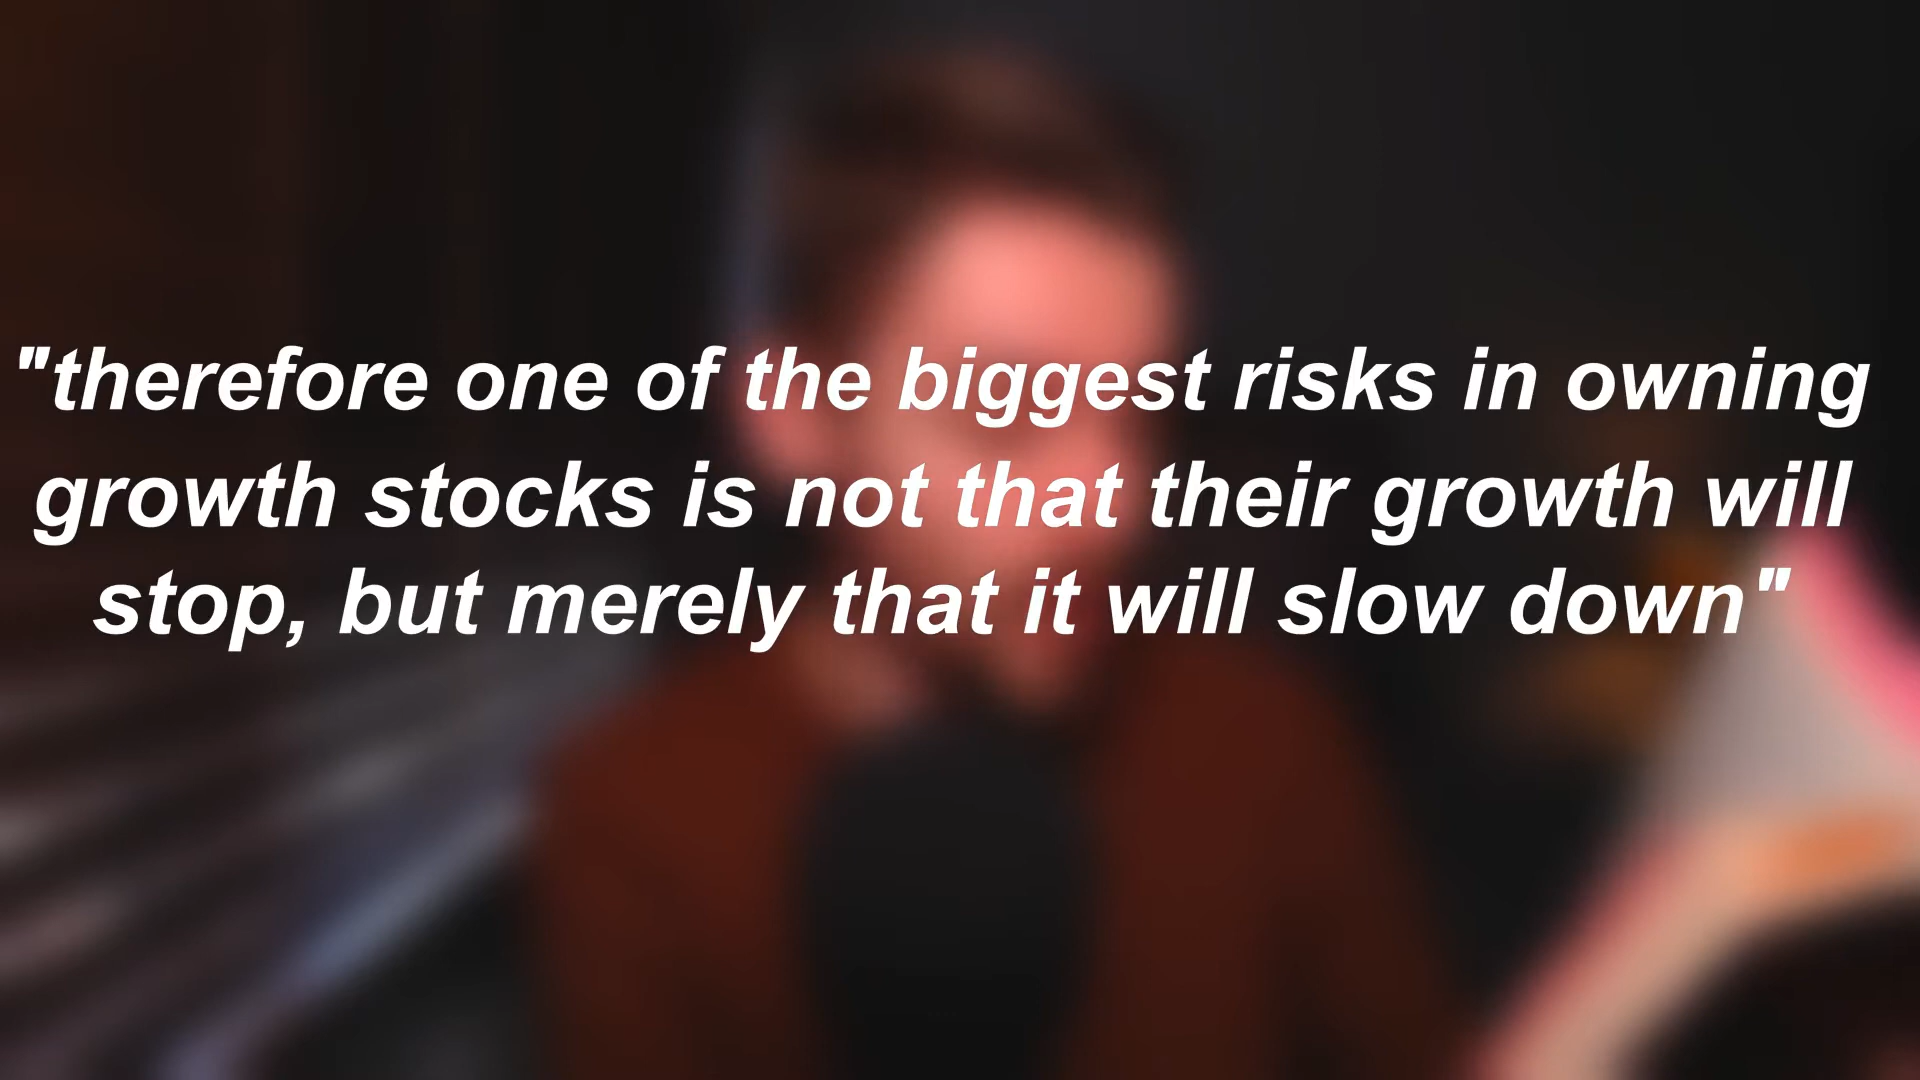 "therefore one of the biggest risks in owning
growth stocks is not that their growth will
stop, but merely that it will slow down"